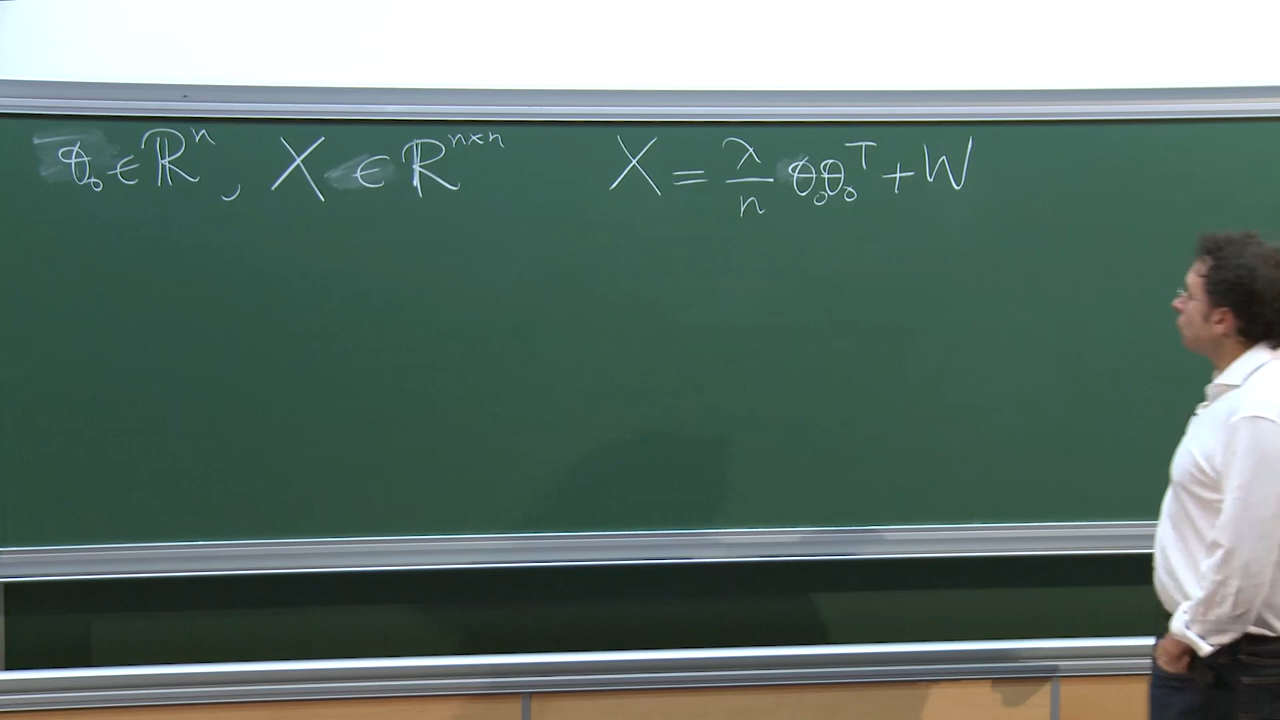 θ₀ ∈ ℝⁿ, X ∈ ℝⁿˣⁿ X = λ/n θ₀θ₀ᵀ + W